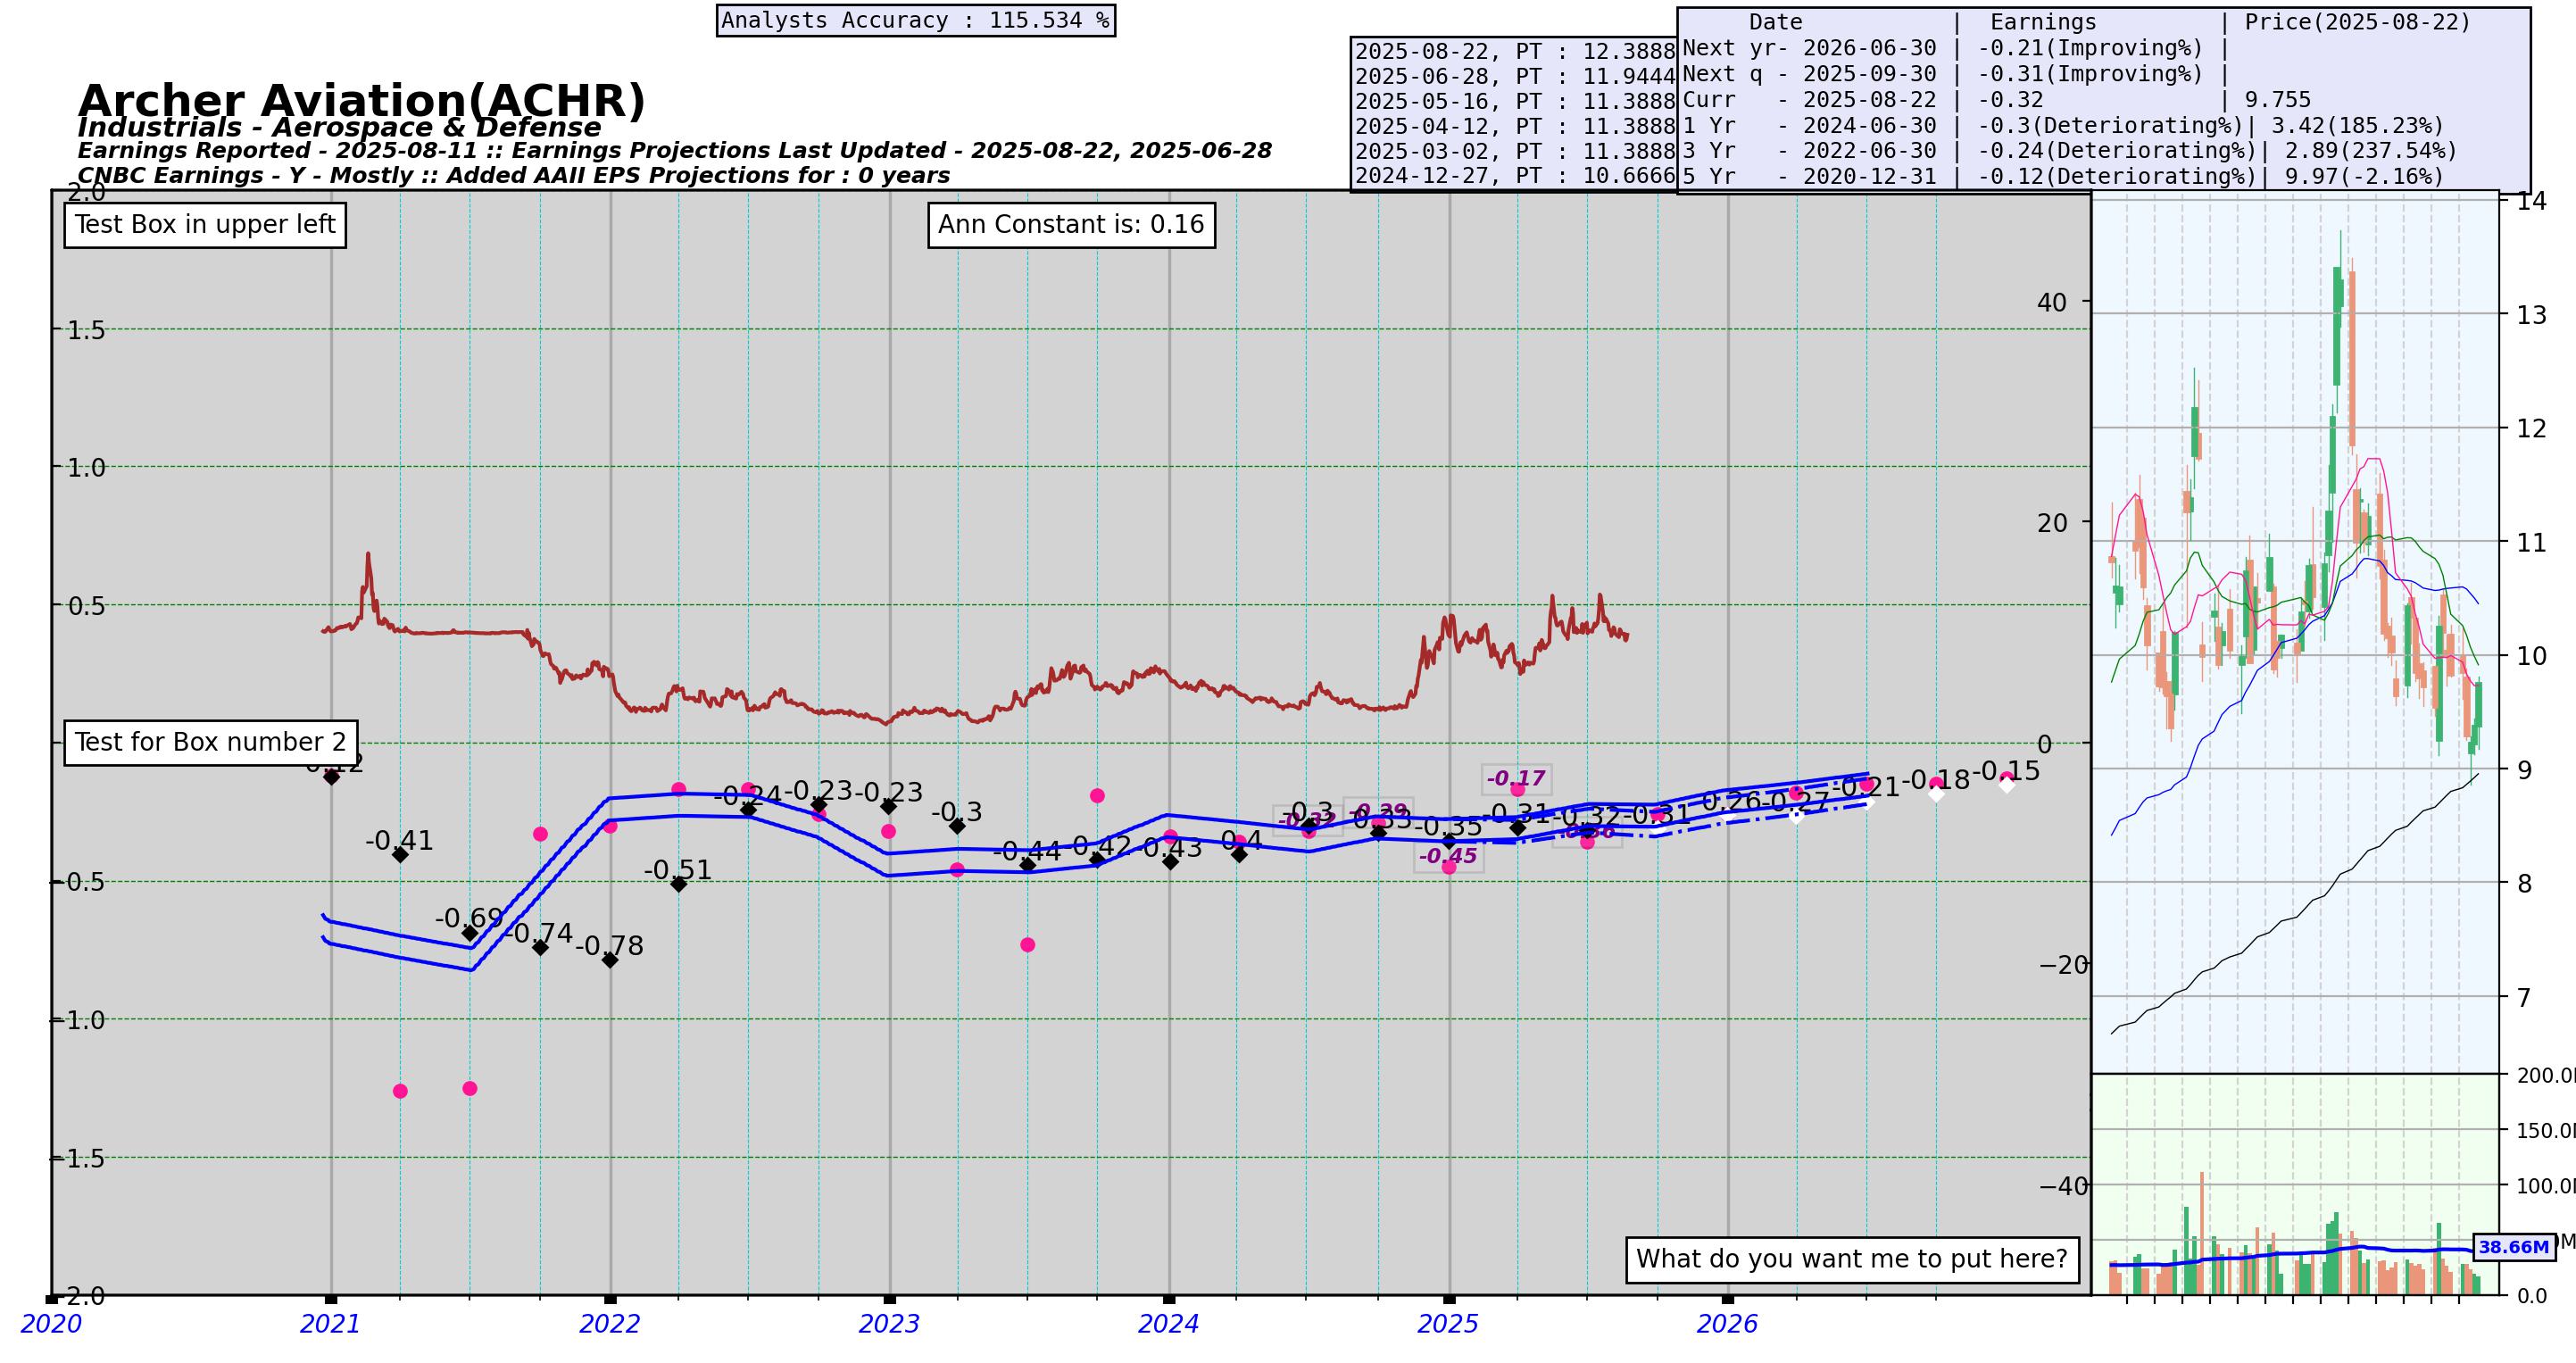 Analysts Accuracy : 115.534 %
Date | Earnings | Price(2025-08-22)
Next yr- 2026-06-30 | -0.21(Improving%) |
Next q - 2025-09-30 | -0.31(Improving%) |
Curr - 2025-08-22 | -0.32 | 9.755
1 Yr - 2024-06-30 | -0.3(Deteriorating%)| 3.42(185.23%)
3 Yr - 2022-06-30 | -0.24(Deteriorating%)| 2.89(237.54%)
5 Yr - 2020-12-31 | -0.12(Deteriorating%)| 9.97(-2.16%)
2025-08-22, PT : 12.3888
2025-06-28, PT : 11.9444
2025-05-16, PT : 11.3888
2025-04-12, PT : 11.3888
2025-03-02, PT : 11.3888
2024-12-27, PT : 10.6666
Archer Aviation(ACHR)
Industrials - Aerospace & Defense
Earnings Reported - 2025-08-11 :: Earnings Projections Last Updated - 2025-08-22, 2025-06-28
CNBC Earnings - Y - Mostly :: Added AAII EPS Projections for : 0 years
Test Box in upper left
Ann Constant is: 0.16
Test for Box number 2
What do you want me to put here?
2.0
1.5
1.0
0.5
-0.5
-1.0
-1.5
-2.0
40
20
0
−20
−40
14
13
12
11
10
9
8
7
200.0
150.0
100.0
0.0
38.66M
-0.41
-0.69
-0.74
-0.78
-0.51
-0.24
-0.23
-0.23
-0.3
-0.44
-0.42
-0.43
-0.4
-0.3
-0.33
-0.35
-0.45
-0.17
-0.31
-0.32
-0.31
-0.26
-0.27
-0.21
-0.18
-0.15
2020
2021
2022
2023
2024
2025
2026